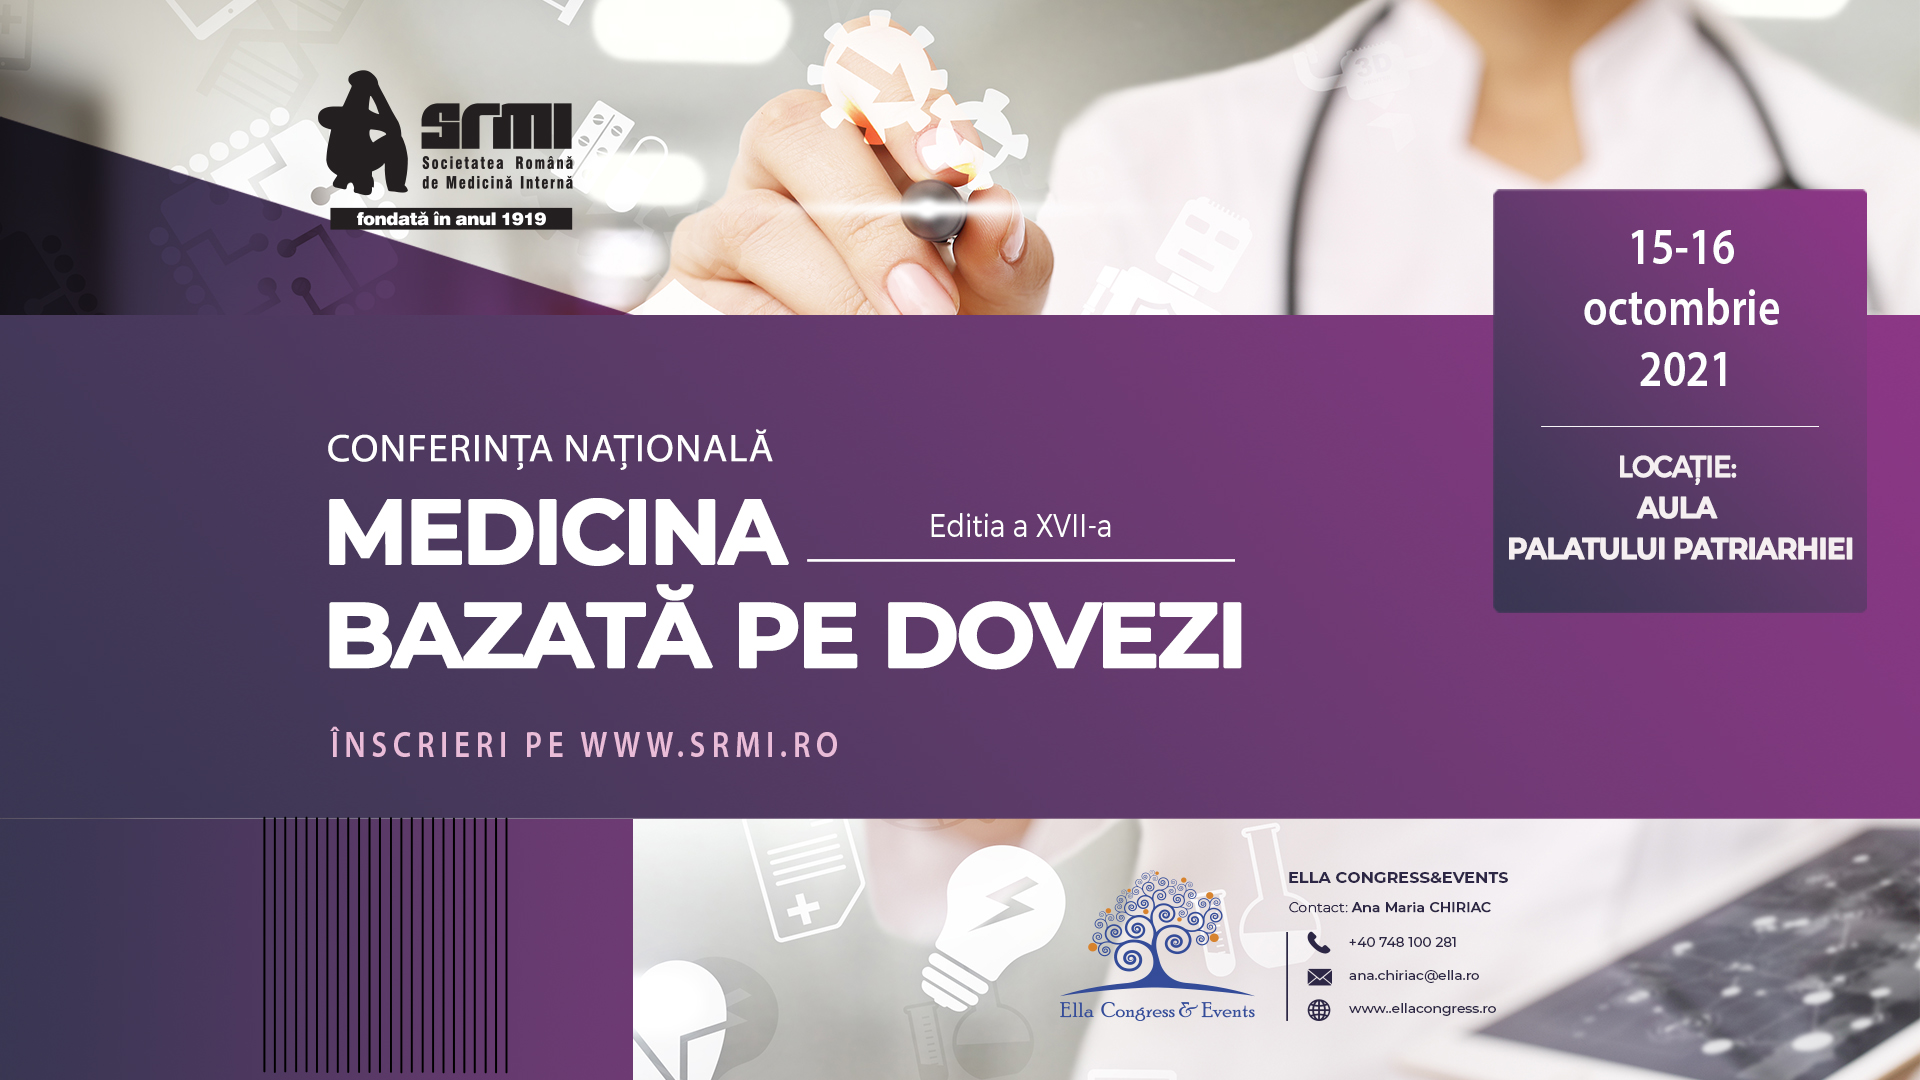 SRMI
Societatea Română
de Medicină Internă
fondată în anul 1919
15-16
octombrie
2021
LOCAȚIE:
AULA
PALATULUI PATRIARHIEI
CONFERINȚA NAȚIONALĂ
MEDICINA
Editia a XVII-a
BAZATĂ PE DOVEZI
ÎNSCRIERI PE WWW.SRMI.RO
Ella Congress & Events
ELLA CONGRESS&EVENTS
Contact: Ana Maria CHIRIAC
+40 748 100 281
ana.chiriac@ella.ro
www..ellacongress.ro
3D